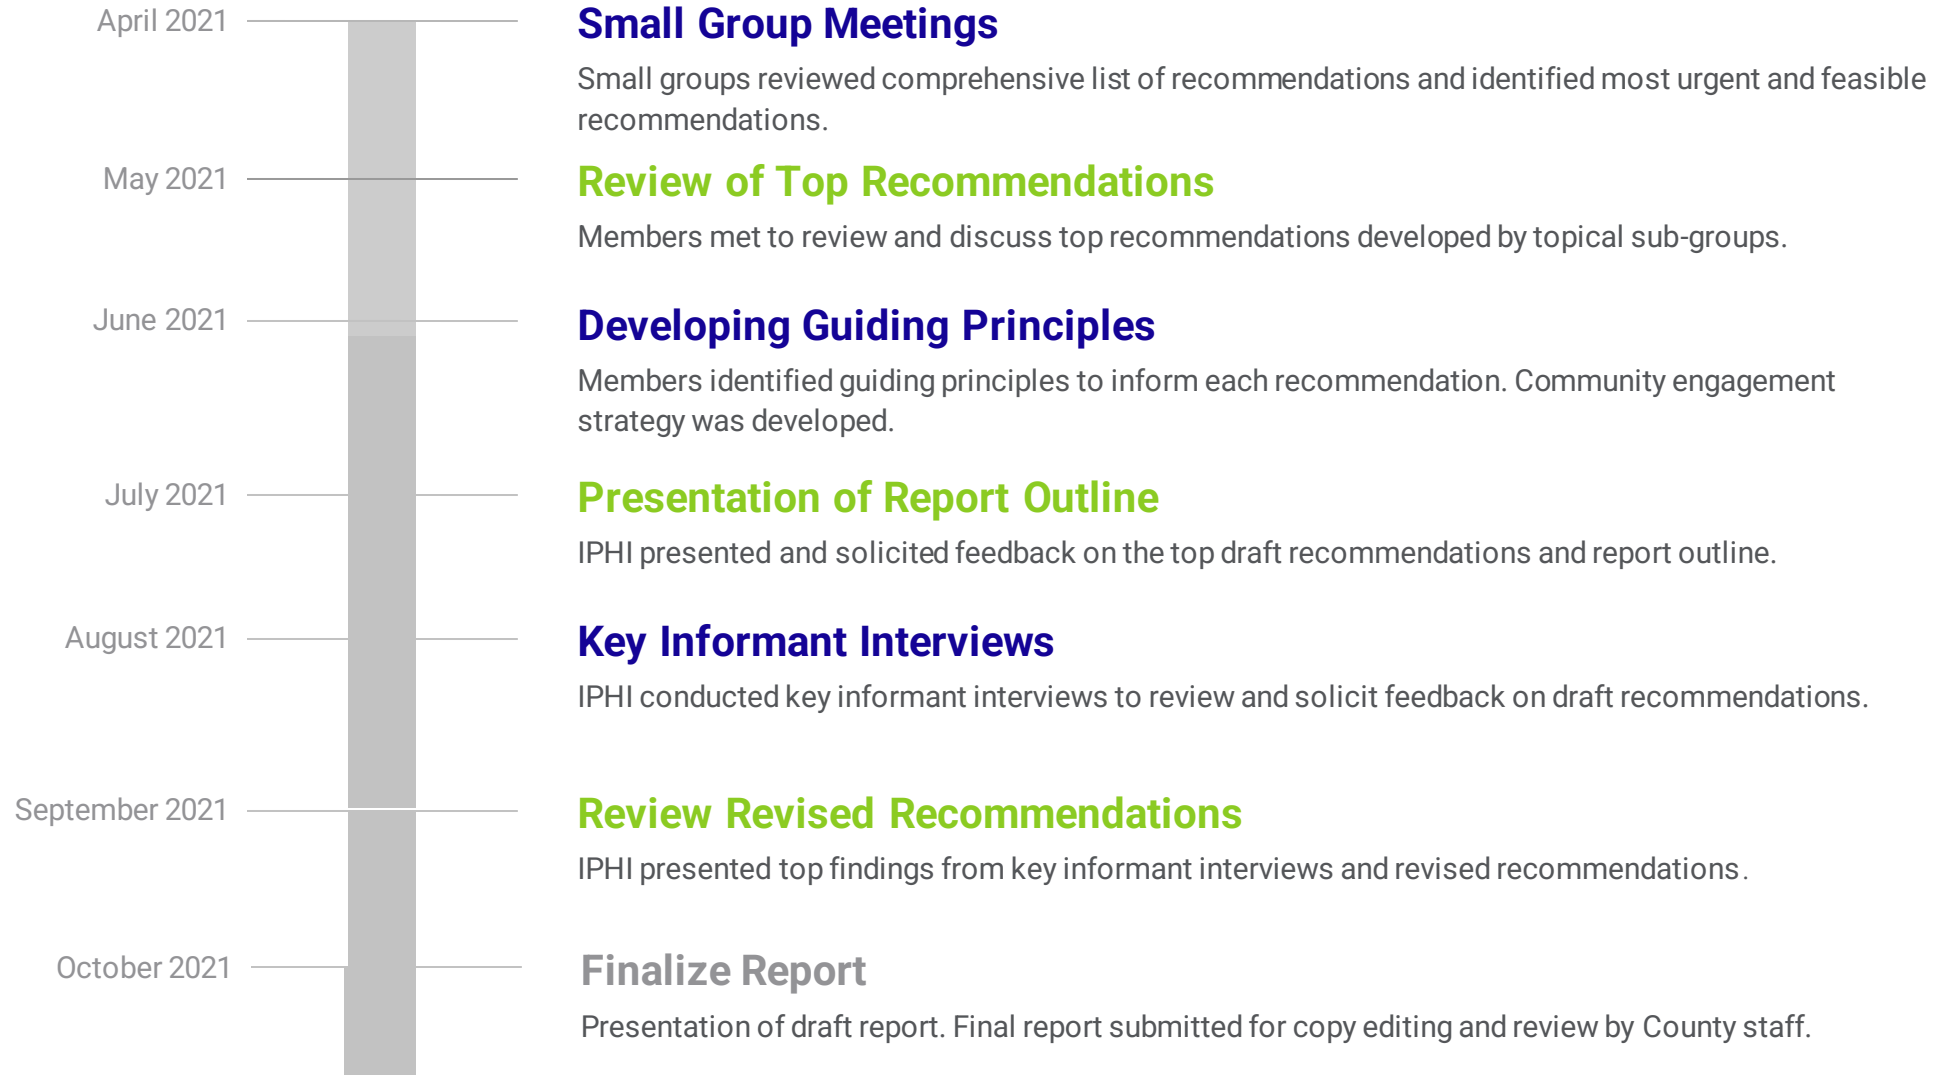 April 2021
Small Group Meetings
Small groups reviewed comprehensive list of recommendations and identified most urgent and feasible
recommendations.
May 2021
Review of Top Recommendations
Members met to review and discuss top recommendations developed by topical sub-groups.
June 2021
Developing Guiding Principles
Members identified guiding principles to inform each recommendation. Community engagement
strategy was developed.
July 2021
Presentation of Report Outline
IPHI presented and solicited feedback on the top draft recommendations and report outline.
August 2021
Key Informant Interviews
IPHI conducted key informant interviews to review and solicit feedback on draft recommendations.
September 2021
Review Revised Recommendations
IPHI presented top findings from key informant interviews and revised recommendations.
October 2021
Finalize Report
Presentation of draft report. Final report submitted for copy editing and review by County staff.